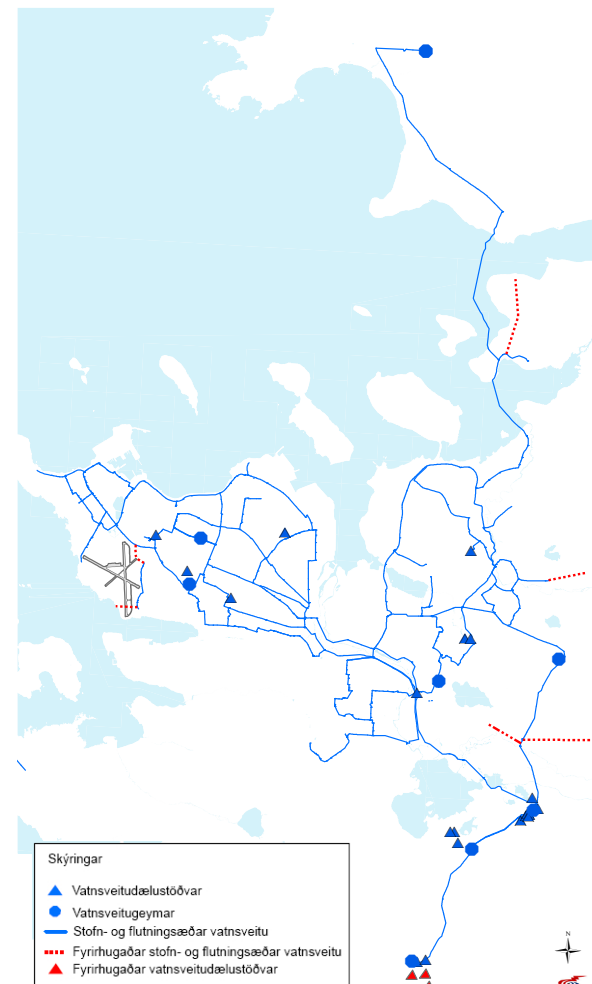 N
Skýringar
Vatnsveitudælustöðvar
Vatnsveitugeymar
Stofn- og flutningsæðar vatnsveitu
Fyrirhugaðar stofn- og flutningsæðar vatnsveitu
Fyrirhugaðar vatnsveitudælustöðvar